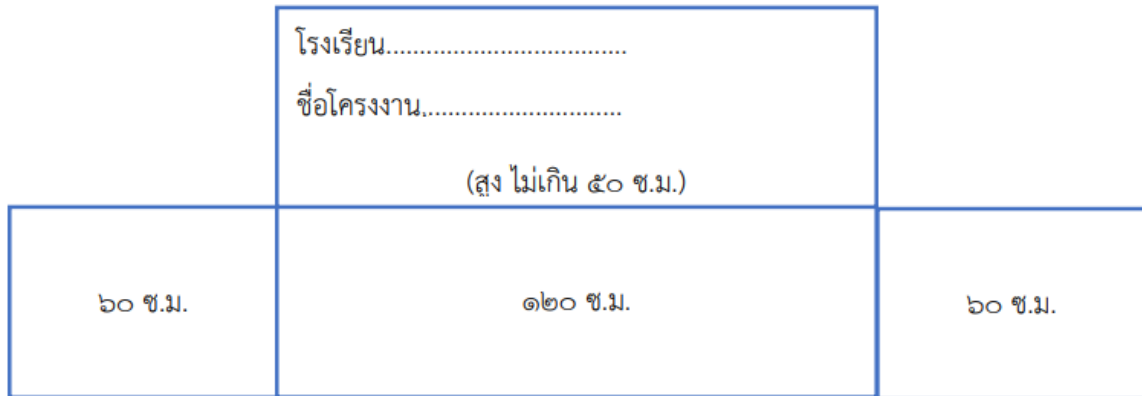 โรงเรียน....................................
ชื่อโครงงาน..............................
(สูง ไม่เกิน ๕๐ ซ.ม.)
๖๐ ซ.ม.
๑๒๐ ซ.ม.
๖๐ ซ.ม.